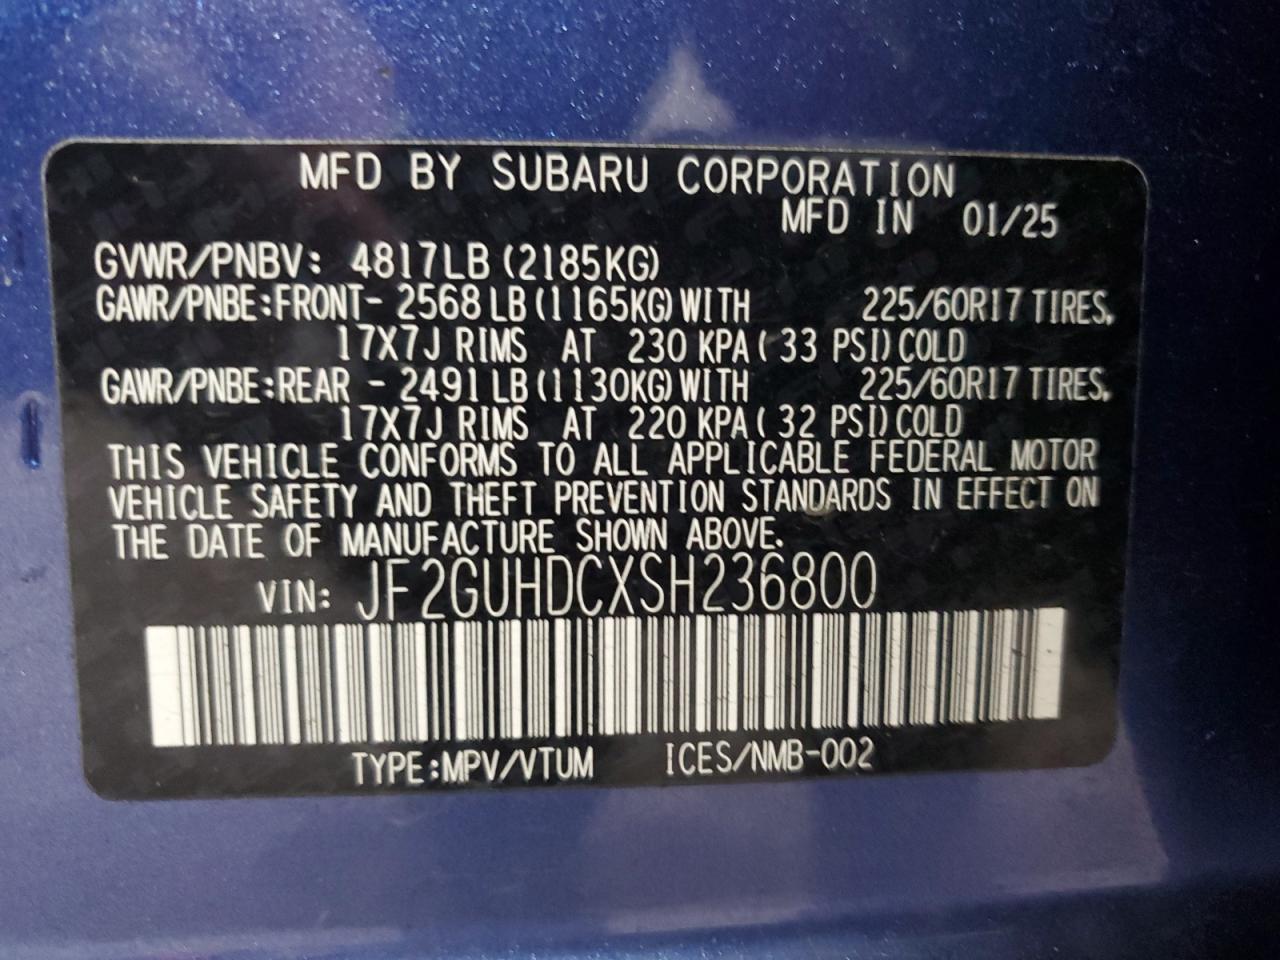 MFD BY SUBARU CORPORATION
MFD IN 01/25
GVWR/PNBV: 4817LB (2185KG)
GAWR/PNBE:FRONT- 2568 LB (1165KG) WITH 225/60R17 TIRES,
17X7J RIMS AT 230 KPA ( 33 PSI) COLD
GAWR/PNBE:REAR - 2491 LB (1130KG) WITH 225/60R17 TIRES,
17X7J RIMS AT 220 KPA ( 32 PSI) COLD
THIS VEHICLE CONFORMS TO ALL APPLICABLE FEDERAL MOTOR
VEHICLE SAFETY AND THEFT PREVENTION STANDARDS IN EFFECT ON
THE DATE OF MANUFACTURE SHOWN ABOVE.
VIN: JF2GUHDCXSH236800
TYPE:MPV/VTUM ICES/NMB-002